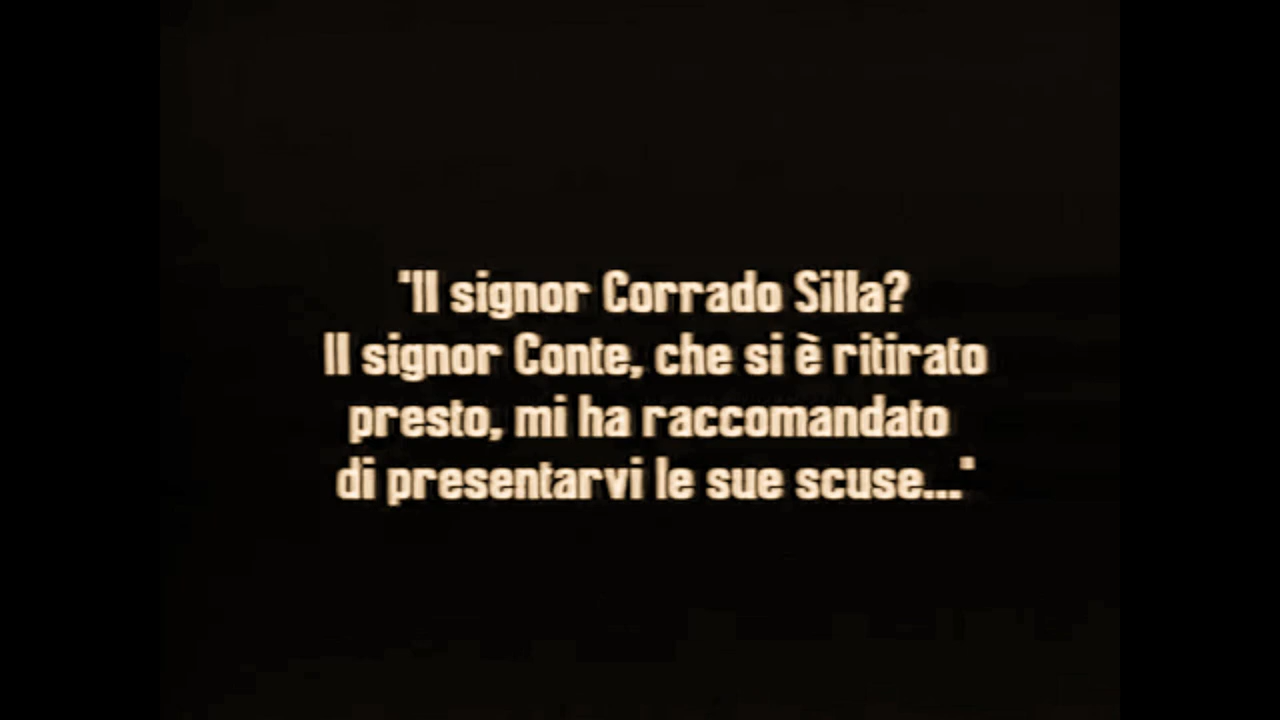 "Il signor Corrado Silla?
Il signor Conte, che si è ritirato
presto, mi ha raccomandato
di presentarvi le sue scuse..."